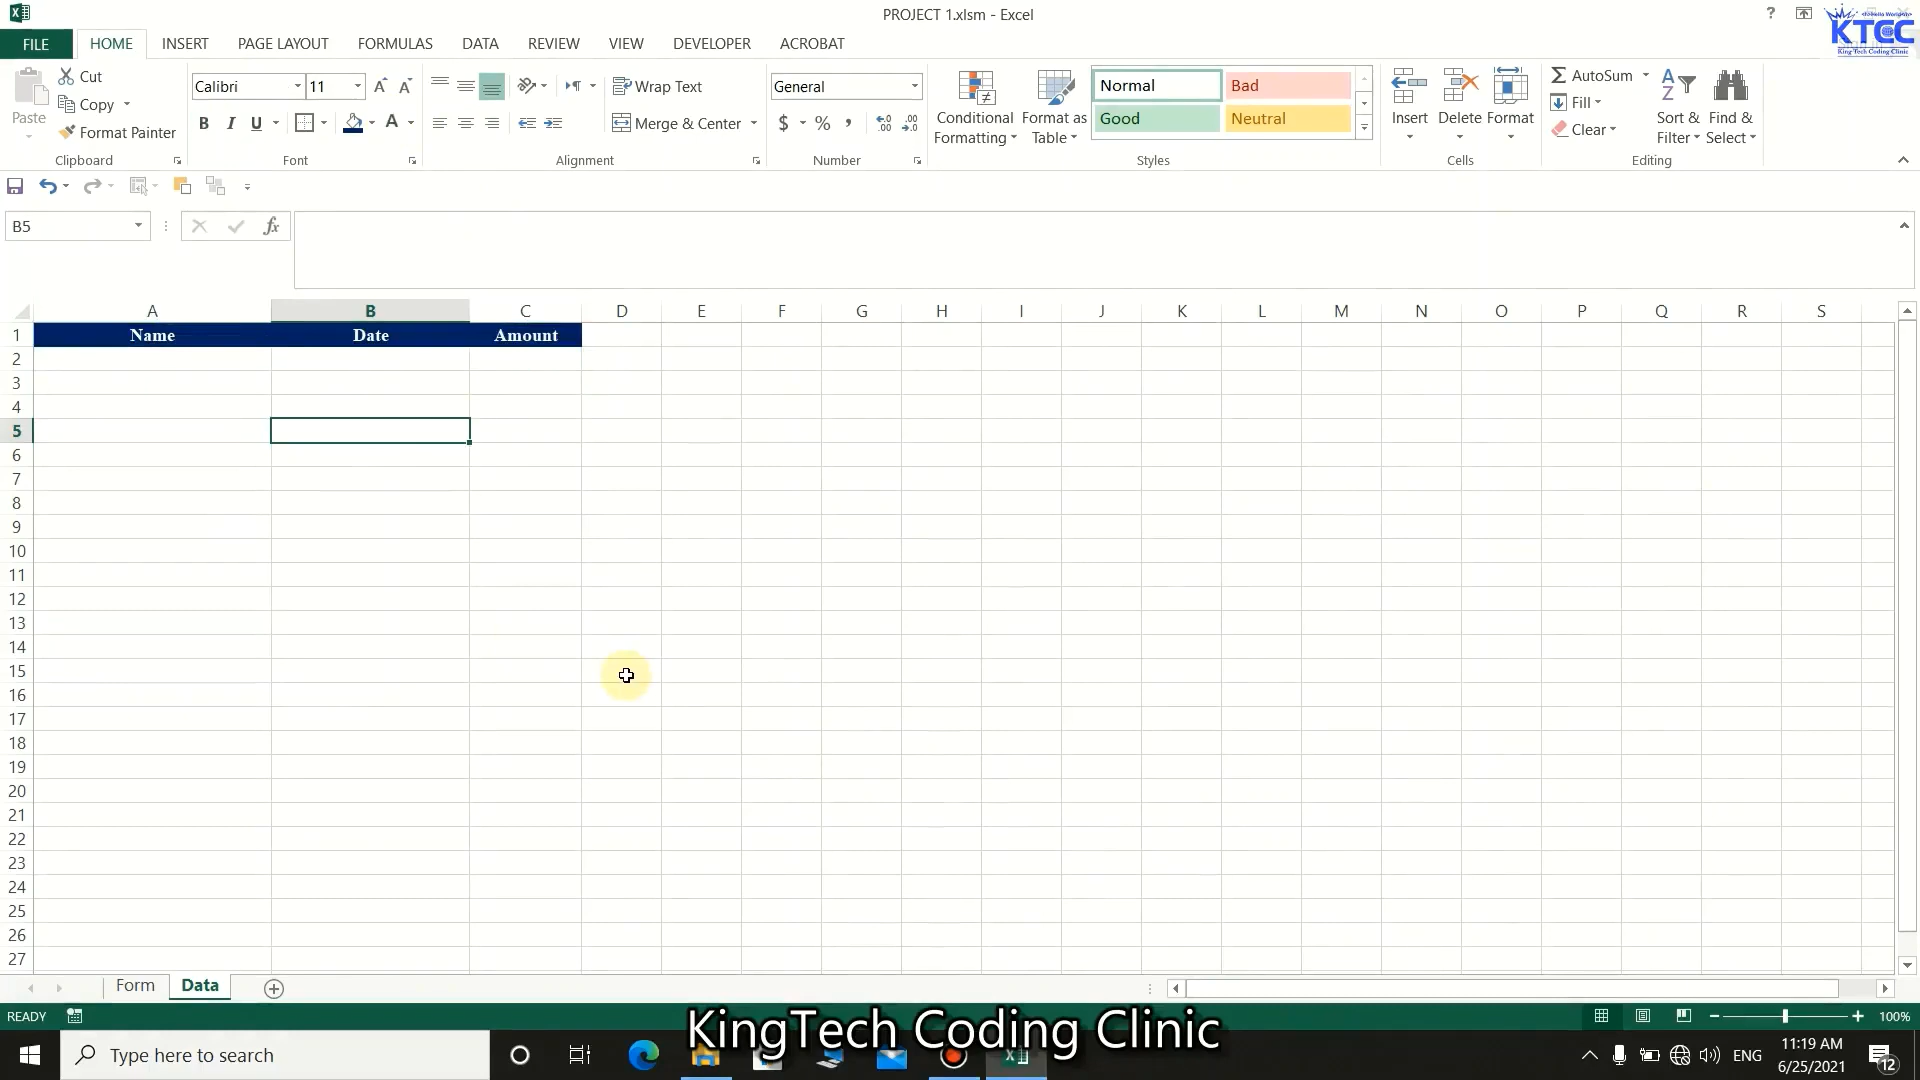 PROJECT 1.xlsm - Excel
?
KTCC
King-Tech Coding Clinic
FILE HOME INSERT PAGE LAYOUT FORMULAS DATA REVIEW VIEW DEVELOPER ACROBAT
Paste
Cut
Copy
Format Painter
Clipboard
Calibri 11
B I U
Font
Wrap Text
Merge & Center
Alignment
General
$ % ,
Number
Conditional Formatting
Format as Table
Normal Bad
Good Neutral
Styles
Insert Delete Format
Cells
AutoSum
Fill
Clear
Sort & Filter
Find & Select
Editing
B5
fx
A B C D E F G H I J K L M N O P Q R S
1 Name Date Amount
2
3
4
5
6
7
8
9
10
11
12
13
14
15
16
17
18
19
20
21
22
23
24
25
26
27
Form Data
READY
100%
KingTech Coding Clinic
Type here to search
ENG
11:19 AM
6/25/2021
12